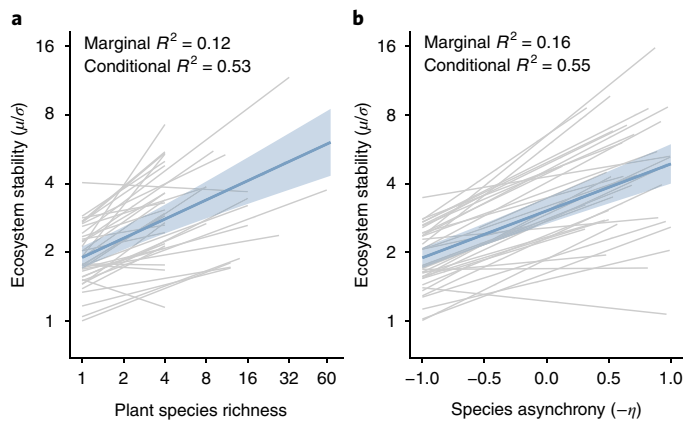 a
Marginal R² = 0.12
Conditional R² = 0.53
Ecosystem stability (μ/σ)
16
8
4
2
1
1 2 4 8 16 32 60
Plant species richness
b
Marginal R² = 0.16
Conditional R² = 0.55
Ecosystem stability (μ/σ)
16
8
4
2
1
−1.0 −0.5 0.0 0.5 1.0
Species asynchrony (−η)